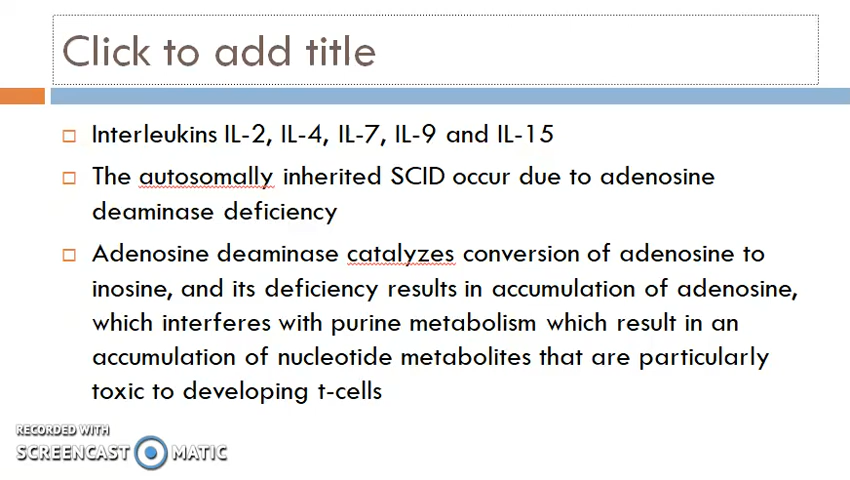 Click to add title
Interleukins IL-2, IL-4, IL-7, IL-9 and IL-15
The autosomally inherited SCID occur due to adenosine
deaminase deficiency
Adenosine deaminase catalyzes conversion of adenosine to
inosine, and its deficiency results in accumulation of adenosine,
which interferes with purine metabolism which result in an
accumulation of nucleotide metabolites that are particularly
toxic to developing t-cells
RECORDED WITH
SCREENCAST MATIC